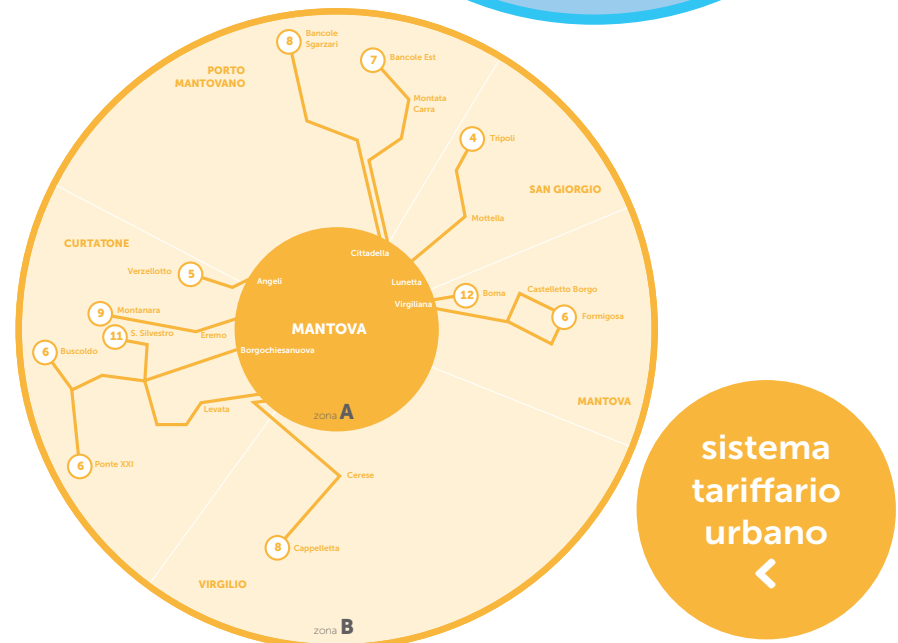 8
Bancole
Sgarzari
7
Bancole Est
PORTO
MANTOVANO
Montata
Carra
4
Tripoli
SAN GIORGIO
Mottella
CURTATONE
Cittadella
Verzellotto
5
Angeli
Lunetta
Virgiliana
12
Boma
Castelletto Borgo
9
Montanara
6
Formigosa
11
S. Silvestro
Eremo
MANTOVA
6
Buscoldo
Borgochiesanuova
Levata
zona A
MANTOVA
6
Ponte XXI
Cerese
8
Cappelletta
VIRGILIO
zona B
sistema
tariffario
urbano